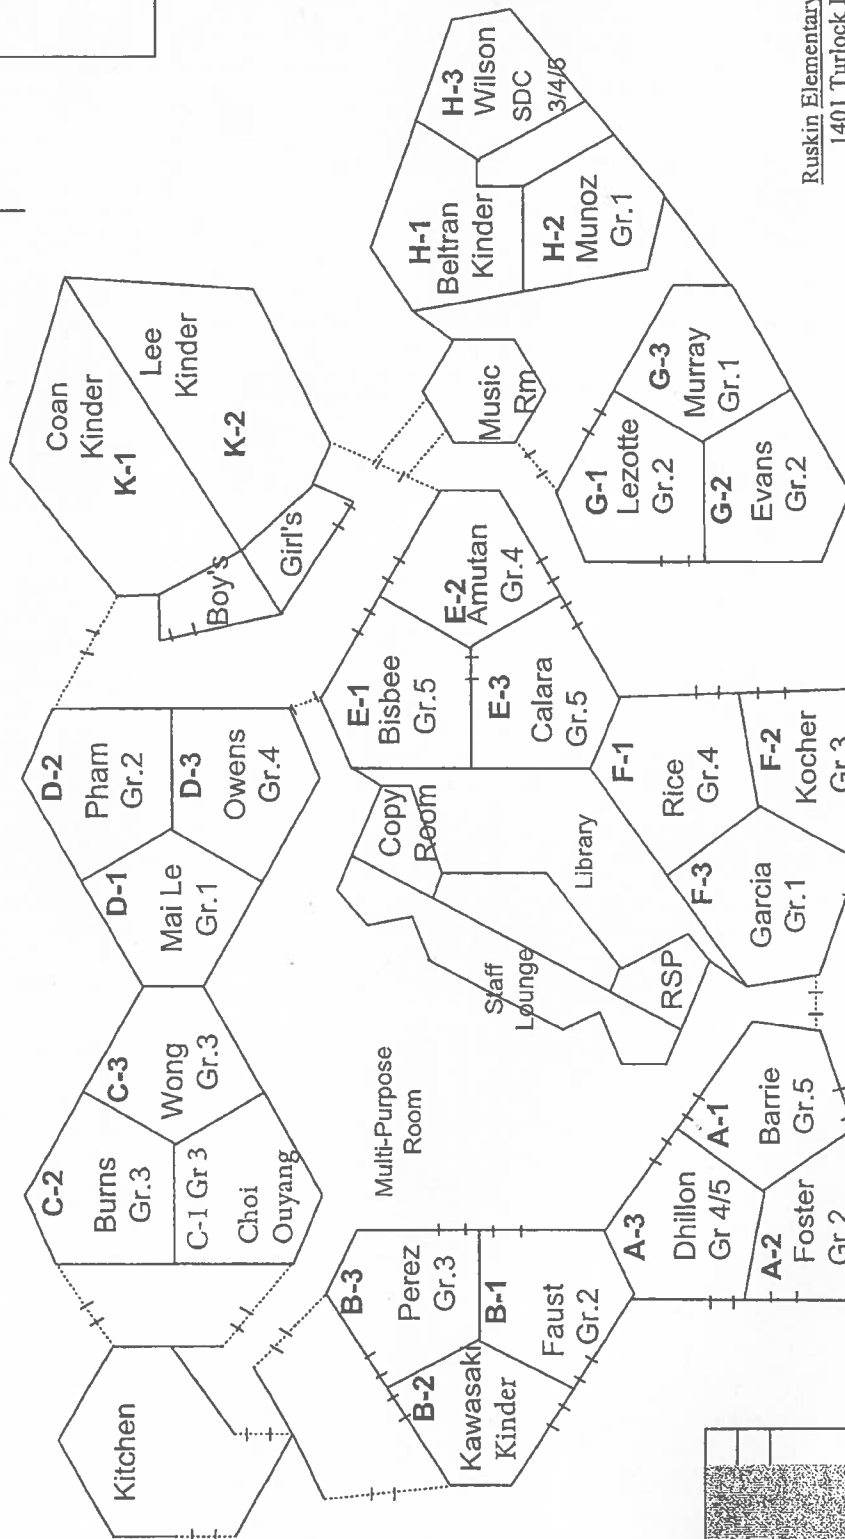 Kitchen
C-2
Burns
Gr.3
C-3
Wong
Gr.3
C-1 Gr 3
Choi
Ouyang
D-1
Mai Le
Gr.1
D-2
Pham
Gr.2
D-3
Owens
Gr.4
Coan
Kinder
K-1
Lee
Kinder
K-2
Boy's
Girl's
B-2
Kawasaki
Kinder
B-3
Perez
Gr.3
B-1
Faust
Gr.2
Multi-Purpose
Room
Staff
Lounge
Copy
Room
Library
RSP
E-1
Bisbee
Gr.5
E-2
Amutan
Gr.4
E-3
Calara
Gr.5
Music
Rm
H-1
Beltran
Kinder
H-3
Wilson
SDC
3/4/5
H-2
Munoz
Gr.1
A-3
Dhillon
Gr 4/5
A-1
Barrie
Gr.5
A-2
Foster
Gr 2
F-3
Garcia
Gr.1
F-1
Rice
Gr.4
F-2
Kocher
Gr.3
G-1
Lezotte
Gr.2
G-3
Murray
Gr.1
G-2
Evans
Gr.2
Ruskin Elementary
1401 Turlock